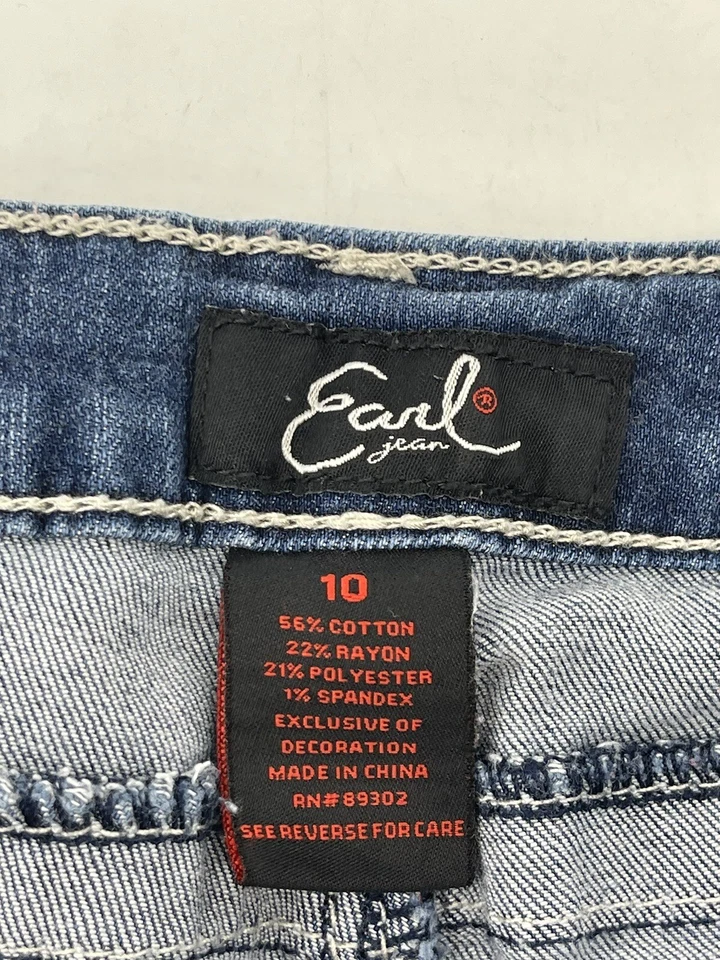 Earl®
jean
10
56% COTTON
22% RAYON
21% POLYESTER
1% SPANDEX
EXCLUSIVE OF
DECORATION
MADE IN CHINA
RN# 89302
SEE REVERSE FOR CARE